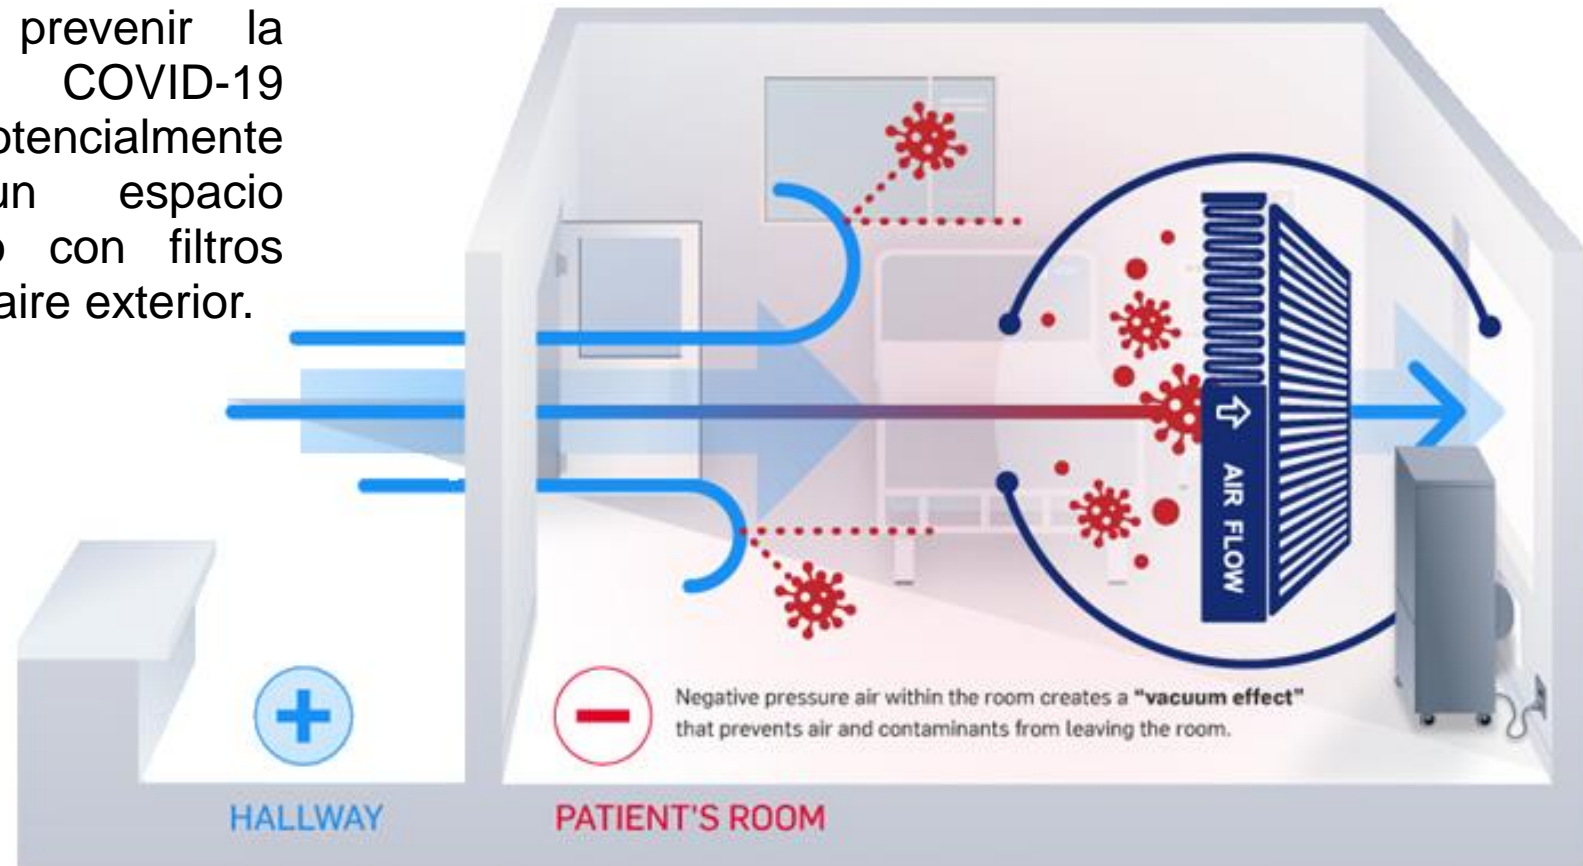 prevenir la
COVID-19
otencialmente
un espacio
con filtros
aire exterior.
AIR FLOW
Negative pressure air within the room creates a “vacuum effect”
that prevents air and contaminants from leaving the room.
HALLWAY
PATIENT'S ROOM